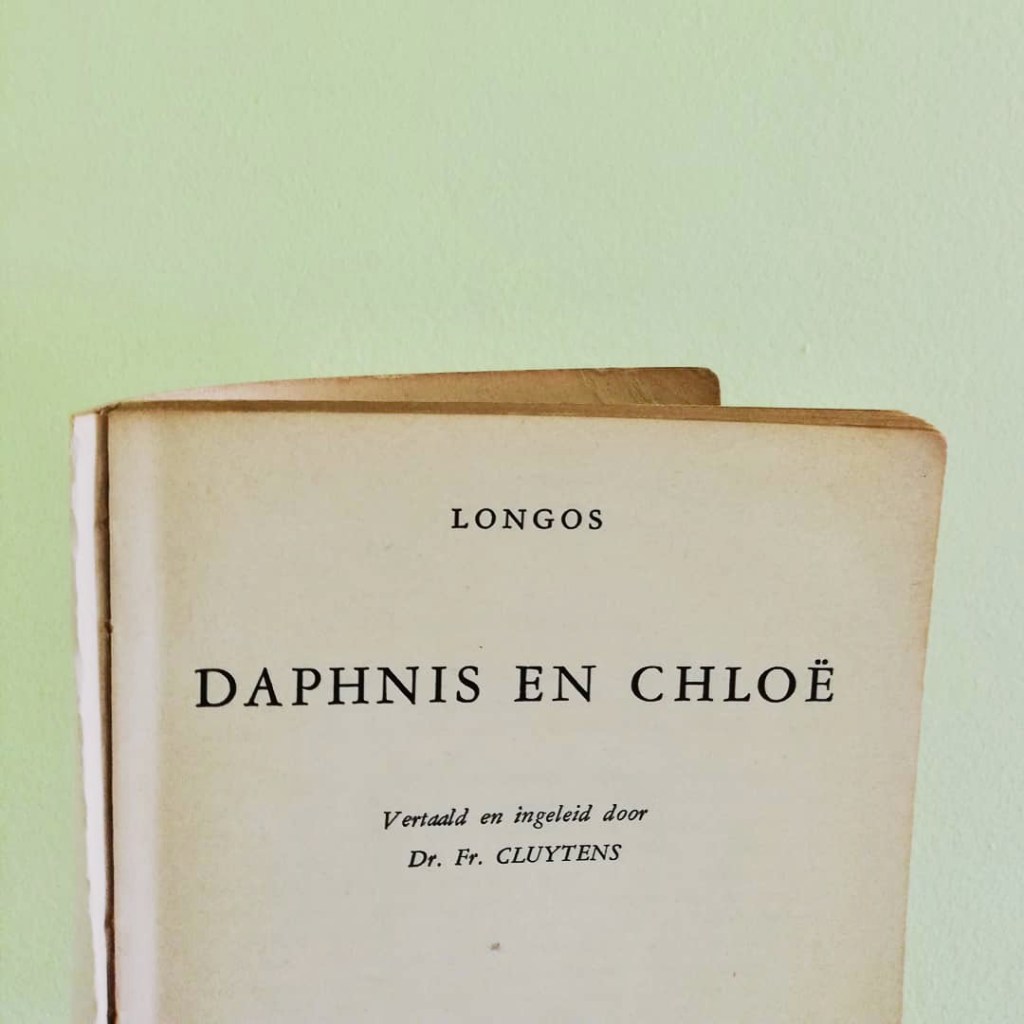 LONGOS
DAPHNIS EN CHLOË
Vertaald en ingeleid door
Dr. Fr. CLUYTENS